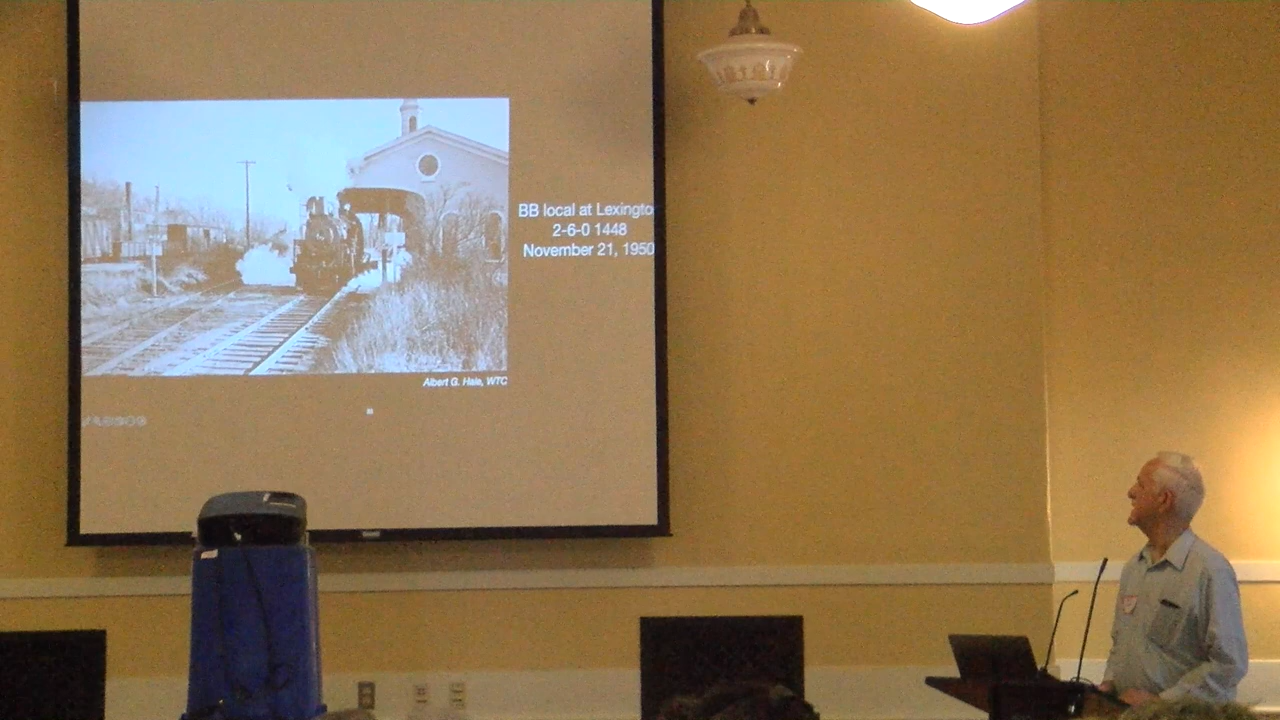 BB local at Lexingto
2-6-0 1448
November 21, 1950
Albert G. Hale, WTC